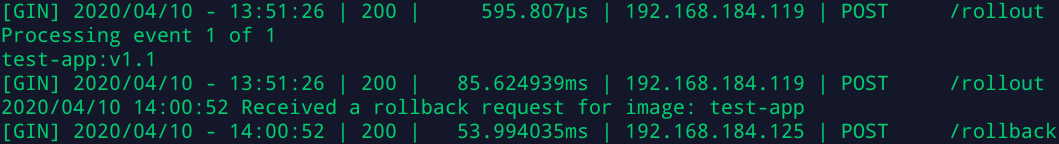 [GIN] 2020/04/10 - 13:51:26 | 200 |     595.807µs | 192.168.184.119 | POST     /rollout
Processing event 1 of 1
test-app:v1.1
[GIN] 2020/04/10 - 13:51:26 | 200 |   85.624939ms | 192.168.184.119 | POST     /rollout
2020/04/10 14:00:52 Received a rollback request for image: test-app
[GIN] 2020/04/10 - 14:00:52 | 200 |   53.994035ms | 192.168.184.125 | POST     /rollback